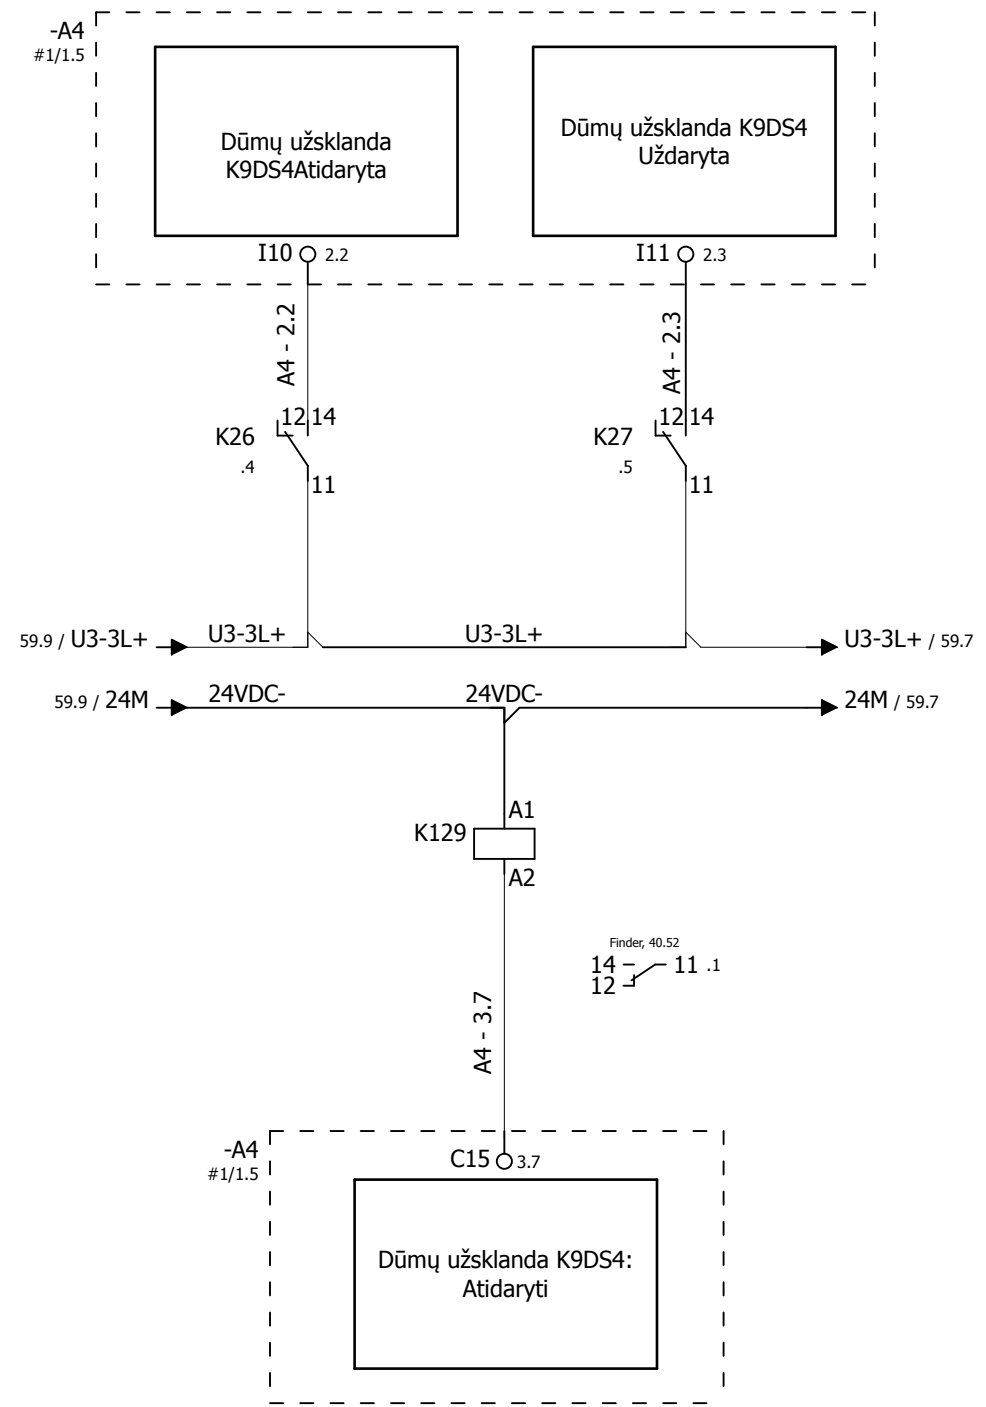 -A4
#1/1.5
Dūmų užsklanda
K9DS4Atidaryta
Dūmų užsklanda K9DS4
Uždaryta
I10 2.2
I11 2.3
A4 - 2.2
A4 - 2.3
12 14
K26
.4
11
12 14
K27
.5
11
59.9 / U3-3L+
U3-3L+
U3-3L+
U3-3L+ / 59.7
59.9 / 24M
24VDC-
24VDC-
24M / 59.7
A1
K129
A2
Finder, 40.52
14 11 .1
12
A4 - 3.7
-A4
#1/1.5
C15 3.7
Dūmų užsklanda K9DS4:
Atidaryti